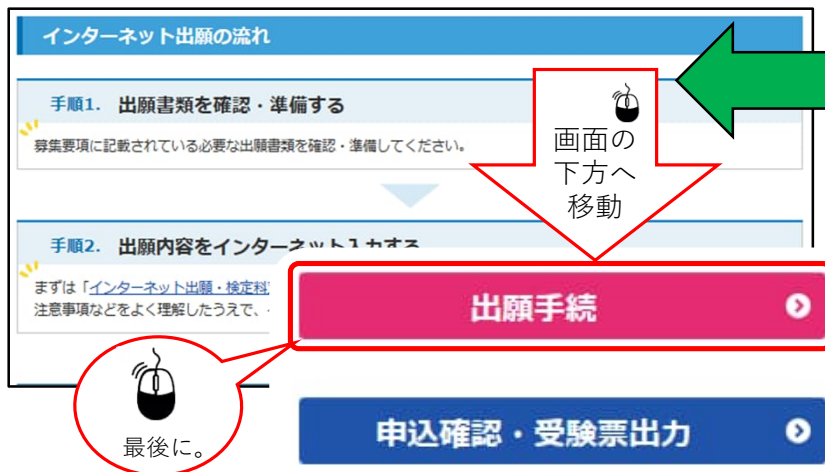 インターネット出願の流れ
手順1. 出願書類を確認・準備する
募集要項に記載されている必要な出願書類を確認・準備してください。
画面の
下方へ
移動
手順2. 出願内容をインターネット入力する
まずは「インターネット出願・検定料
注意事項などをよく理解したうえで、
出願手続
最後に。
申込確認・受験票出力